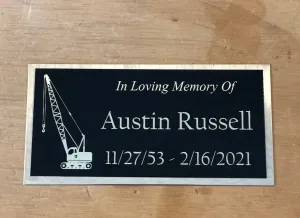 In Loving Memory Of
Austin Russell
11/27/53 - 2/16/2021